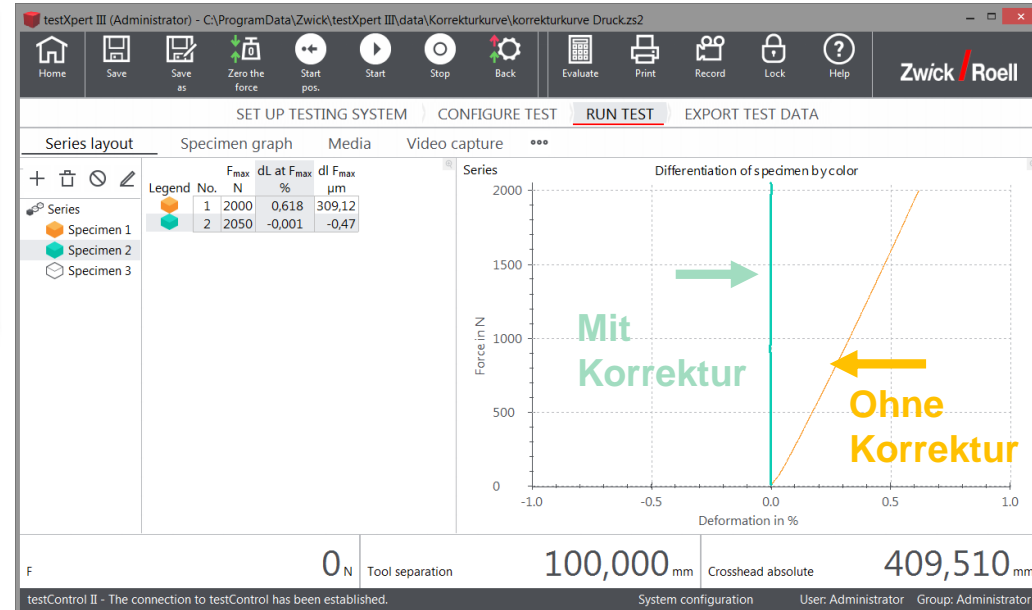 testXpert III (Administrator) - C:\ProgramData\Zwick\testXpert III\data\Korrekturkurve\korrekturkurve Druck.zs2
Home Save Save as Zero the force Start pos. Start Stop Back Evaluate Print Record Lock Help Zwick / Roell
SET UP TESTING SYSTEM CONFIGURE TEST RUN TEST EXPORT TEST DATA
Series layout Specimen graph Media Video capture
Series
Specimen 1
Specimen 2
Specimen 3
Fmax dL at Fmax dl Fmax
Legend No. N % µm
1 2000 0,618 309,12
2 2050 -0,001 -0,47
Series Differentiation of specimen by color
2000
1500
1000
500
0
Force in N
Mit
Korrektur
Ohne
Korrektur
-1.0 -0.5 0.0 0.5 1.0
Deformation in %
F 0 N Tool separation 100,000 mm Crosshead absolute 409,510 mm
testControl II - The connection to testControl has been established. System configuration User: Administrator Group: Administrator